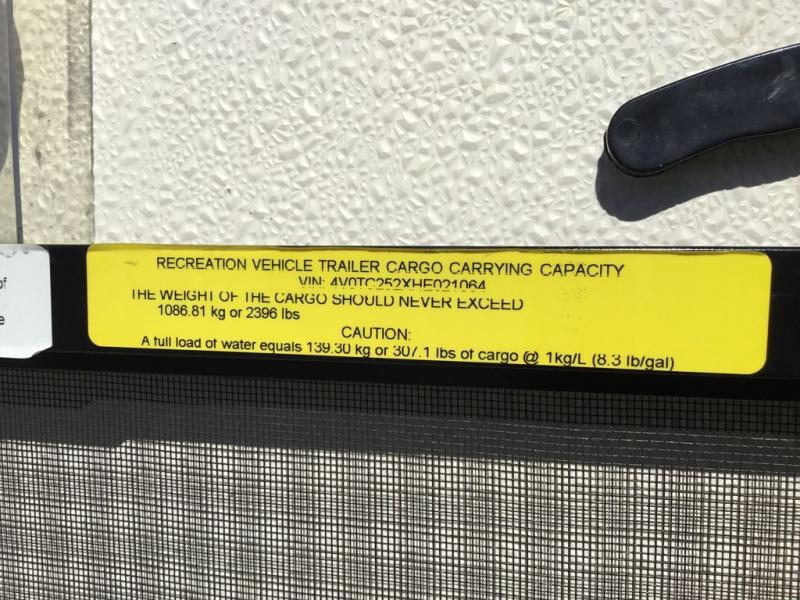 of
e
RECREATION VEHICLE TRAILER CARGO CARRYING CAPACITY
VIN: 4V0TC252XHE021064
THE WEIGHT OF THE CARGO SHOULD NEVER EXCEED
1086.81 kg or 2396 lbs
CAUTION:
A full load of water equals 139.30 kg or 307.1 lbs of cargo @ 1kg/L (8.3 lb/gal)